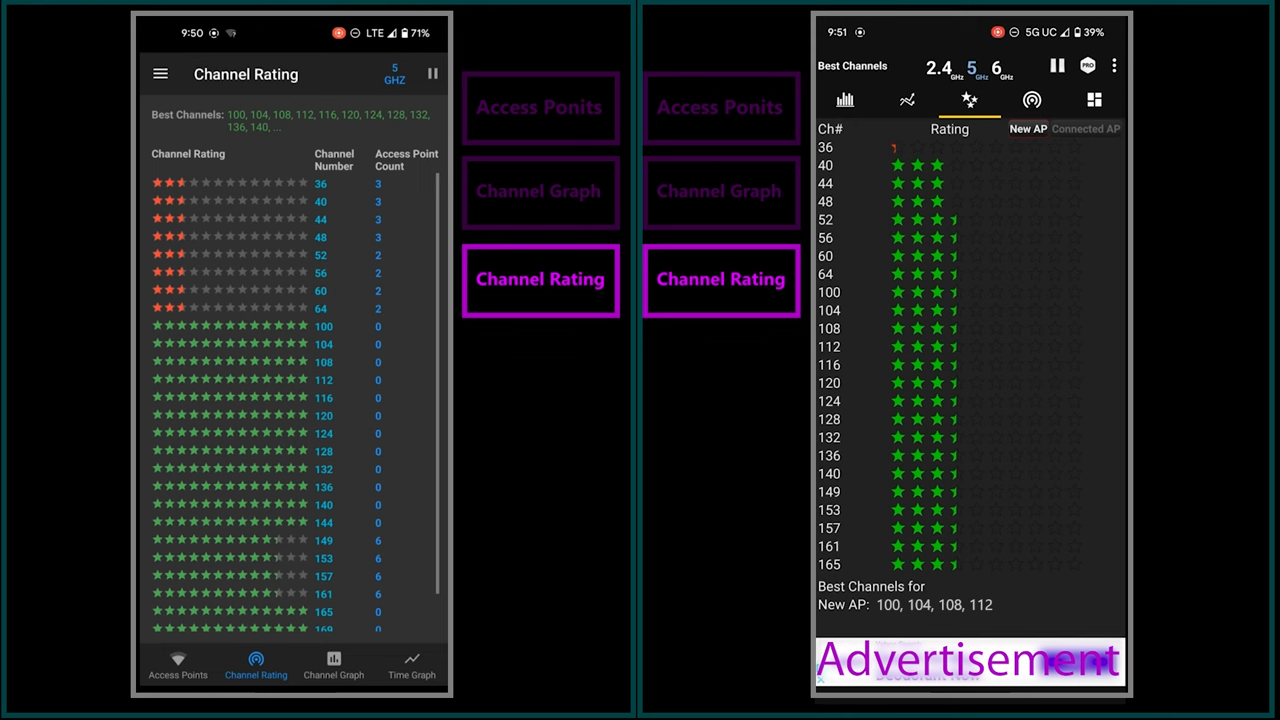 9:50
LTE 71%
Channel Rating
5
GHZ
Best Channels: 100, 104, 108, 112, 116, 120, 124, 128, 132,
136, 140, ...
Channel Rating Channel Number Access Point Count
36 3
40 3
44 3
48 3
52 2
56 2
60 2
64 2
100 0
104 0
108 0
112 0
116 0
120 0
124 0
128 0
132 0
136 0
140 0
144 0
149 6
153 6
157 6
161 6
165 0
169 0
Access Points Channel Rating Channel Graph Time Graph
Access Ponits
Channel Graph
Channel Rating
Access Ponits
Channel Graph
Channel Rating
9:51
5G UC 39%
Best Channels 2.4 GHz 5 GHz 6 GHz PRO
Ch# Rating New AP Connected AP
36
40
44
48
52
56
60
64
100
104
108
112
116
120
124
128
132
136
140
149
153
157
161
165
Best Channels for
New AP: 100, 104, 108, 112
Advertisement